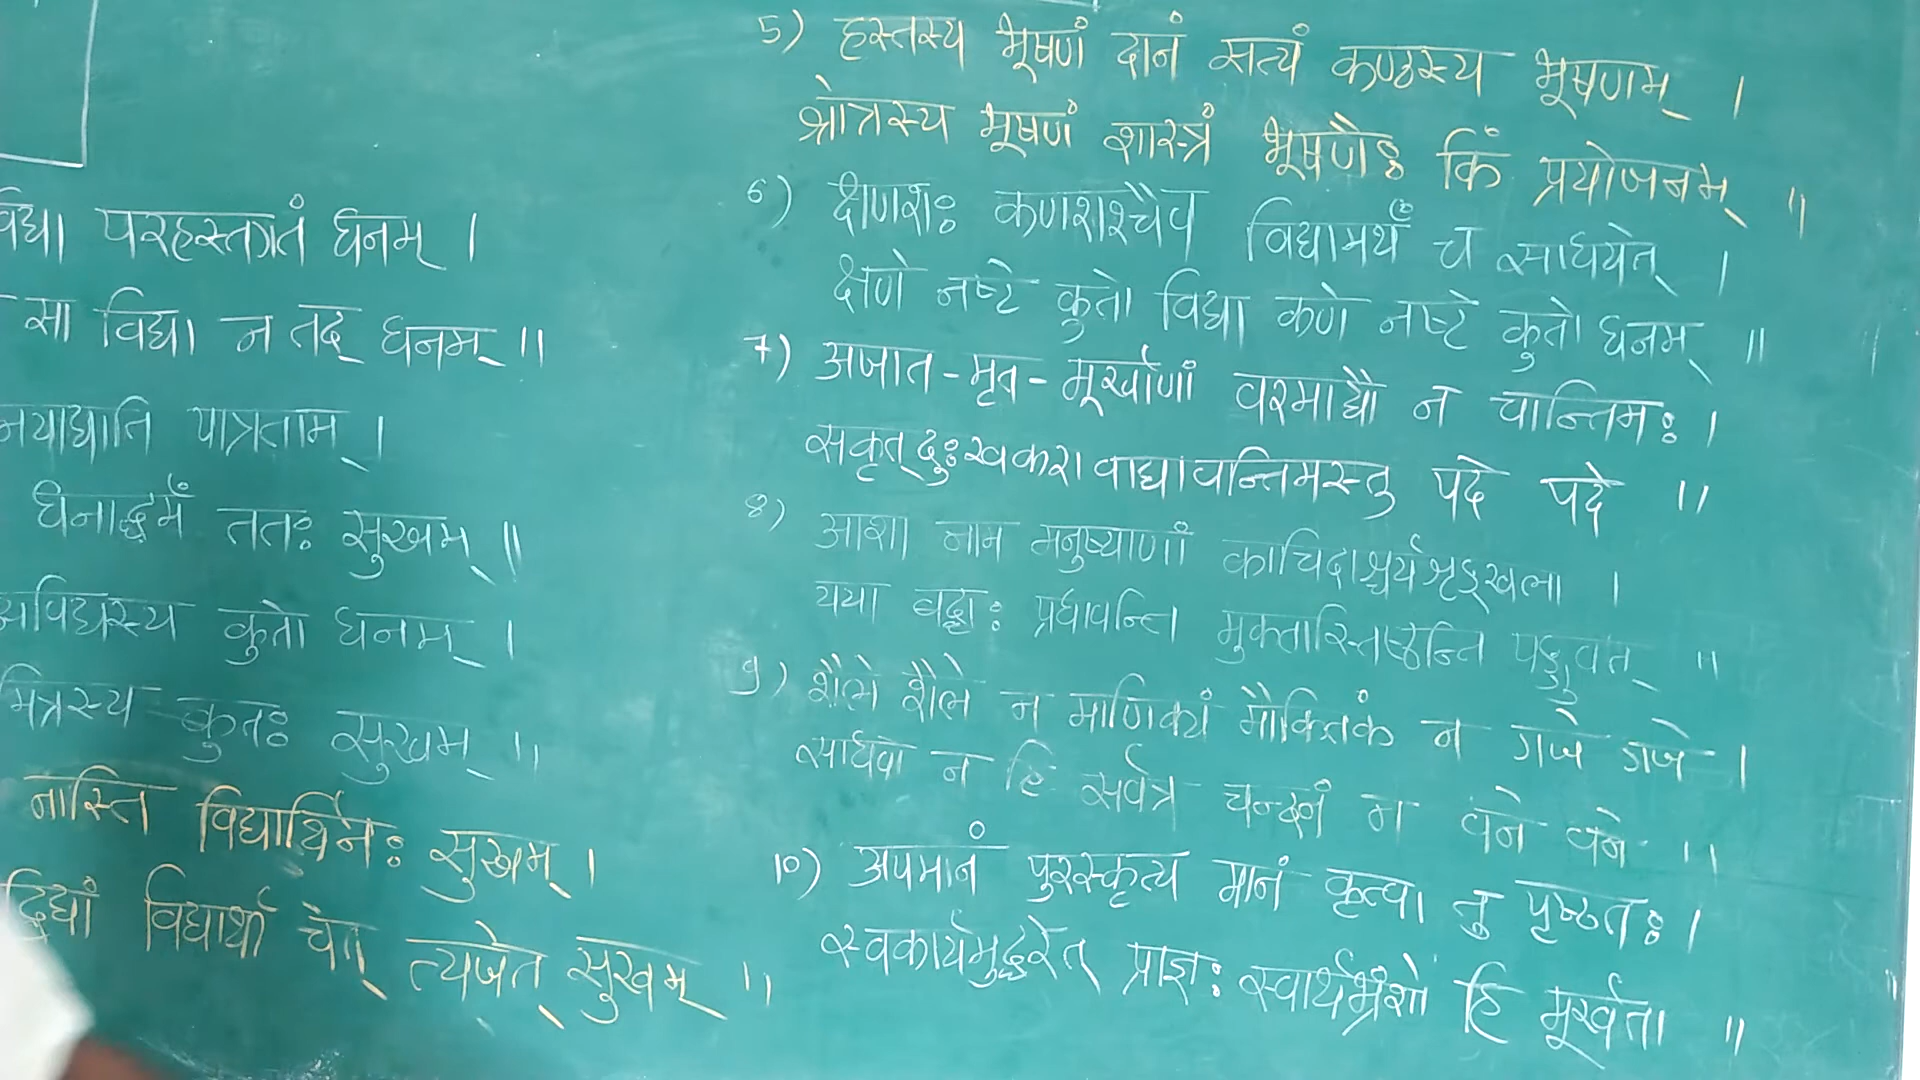 विद्या परहस्तगतं धनम् ।
सा विद्या न तद् धनम् ॥
पात्रताम् ।
धनाद्धर्मं ततः सुखम् ॥
अविद्यस्य कुतो धनम् ।
मित्रस्य कुतः सुखम् ॥
नास्ति विद्यार्थिनः सुखम् ।
द्विद्यां विद्यार्थी चेत् त्यजेत् सुखम् ॥
5) हस्तस्य भूषणं दानं सत्यं कण्ठस्य भूषणम् ।
श्रोत्रस्य भूषणं शास्त्रं भूषणैः किं प्रयोजनम् ॥
6) क्षणशः कणशश्चैव विद्यामर्थं च साधयेत् ।
क्षणे नष्टे कुतो विद्या कणे नष्टे कुतो धनम् ॥
7) अजात-मृत-मूर्खाणां वरमाद्यौ न चान्तिमः ।
सकृत् दुःखकरावाद्यावन्तिमस्तु पदे पदे ॥
8) आशा नाम मनुष्याणां काचिदाश्चर्यशृङ्खला ।
यया बद्धाः प्रधावन्ति मुक्तास्तिष्ठन्ति पङ्गुवत् ॥
9) शैले शैले न माणिक्यं मौक्तिकं न गजे गजे ।
साधवो न हि सर्वत्र चन्दनं न वने वने ॥
10) अपमानं पुरस्कृत्य मानं कृत्वा तु पृष्ठतः ।
स्वकार्यमुद्धरेत् प्राज्ञः स्वार्थभ्रंशो हि मूर्खता ॥